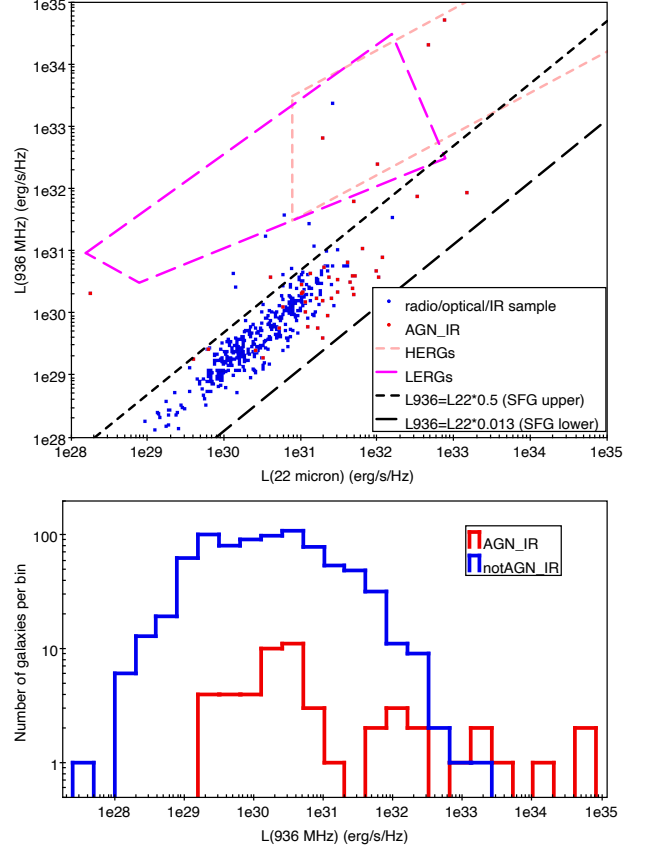 1e35
1e34
1e33
1e32
1e31
1e30
1e29
1e28
L(936 MHz) (erg/s/Hz)
radio/optical/IR sample
AGN_IR
HERGs
LERGs
L936=L22*0.5 (SFG upper)
L936=L22*0.013 (SFG lower)
1e28 1e29 1e30 1e31 1e32 1e33 1e34 1e35
L(22 micron) (erg/s/Hz)
100
10
1
Number of galaxies per bin
AGN_IR
notAGN_IR
1e28 1e29 1e30 1e31 1e32 1e33 1e34 1e35
L(936 MHz) (erg/s/Hz)